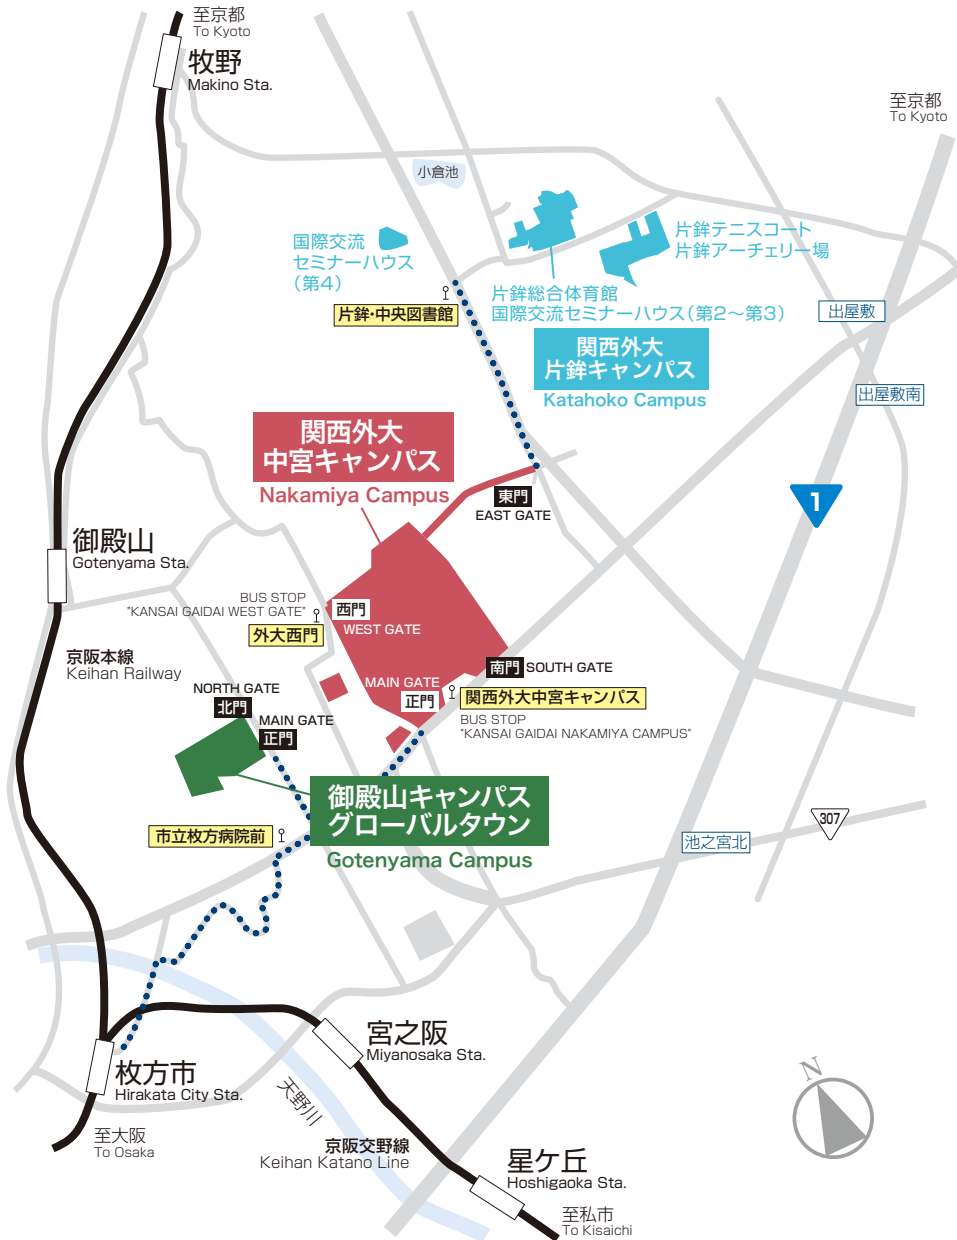 至京都
To Kyoto
牧野
Makino Sta.
至京都
To Kyoto
小倉池
国際交流
セミナーハウス
(第4)
片鉾テニスコート
片鉾アーチェリー場
片鉾・中央図書館
片鉾総合体育館
国際交流セミナーハウス(第2～第3)
出屋敷
関西外大
片鉾キャンパス
Katahoko Campus
出屋敷南
関西外大
中宮キャンパス
Nakamiya Campus
東門
EAST GATE
1
御殿山
Gotenyama Sta.
BUS STOP
"KANSAI GAIDAI WEST GATE"
外大西門
西門
WEST GATE
京阪本線
Keihan Railway
南門 SOUTH GATE
MAIN GATE
正門
関西外大中宮キャンパス
BUS STOP
"KANSAI GAIDAI NAKAMIYA CAMPUS"
NORTH GATE
北門
MAIN GATE
正門
御殿山キャンパス
グローバルタウン
Gotenyama Campus
市立枚方病院前
307
池之宮北
宮之阪
Miyanosaka Sta.
枚方市
Hirakata City Sta.
天野川
N
至大阪
To Osaka
京阪交野線
Keihan Katano Line
星ケ丘
Hoshigaoka Sta.
至私市
To Kisaichi